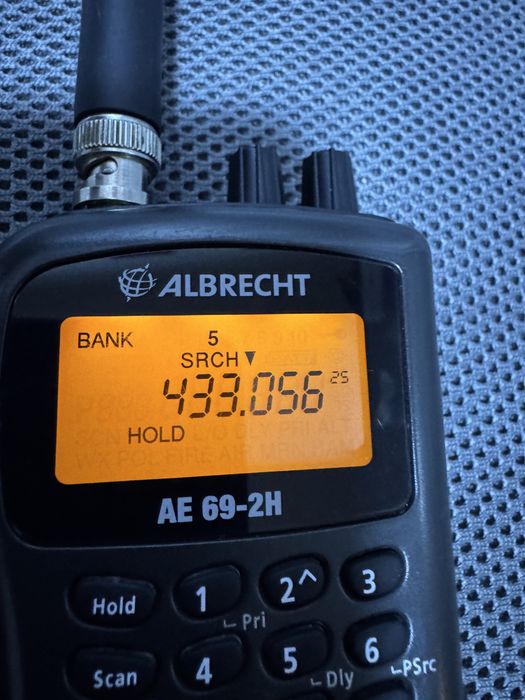 ALBRECHT
BANK 5
SRCH▼
433.056 25
HOLD
AE 69-2H
Hold 1 2^ 3
Pri
Scan 4 5 6
Dly PSrc